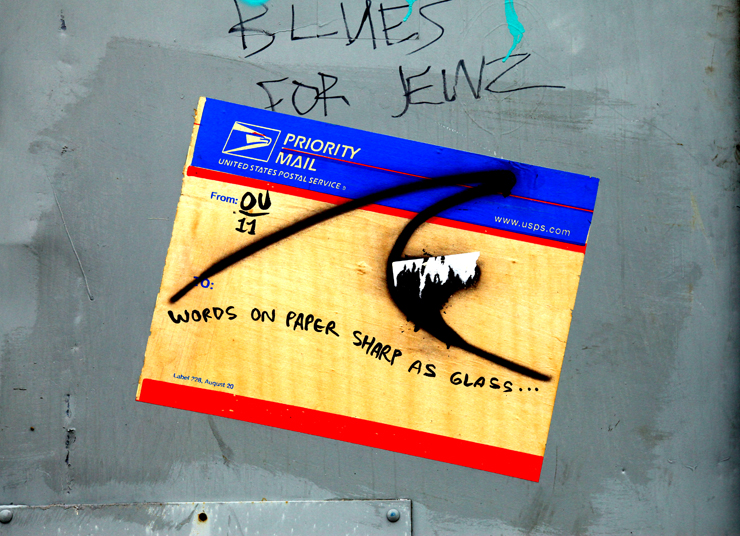 BLUES
FOR JEWZ
PRIORITY
MAIL
UNITED STATES POSTAL SERVICE®
www.usps.com
From: OU
11
TO:
WORDS ON PAPER SHARP AS GLASS...
Label 228, August 20